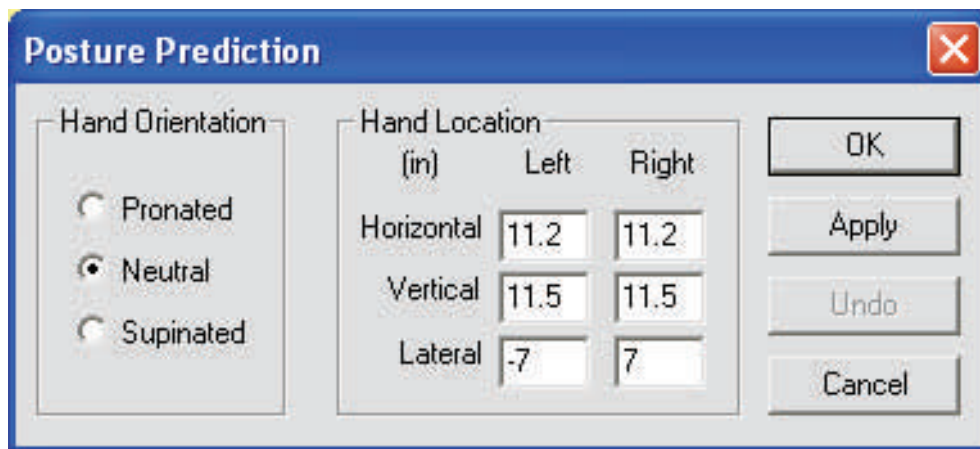 Posture Prediction
Hand Orientation
Pronated
Neutral
Supinated
Hand Location
(in) Left Right
Horizontal 11.2 11.2
Vertical 11.5 11.5
Lateral -7 7
OK
Apply
Undo
Cancel